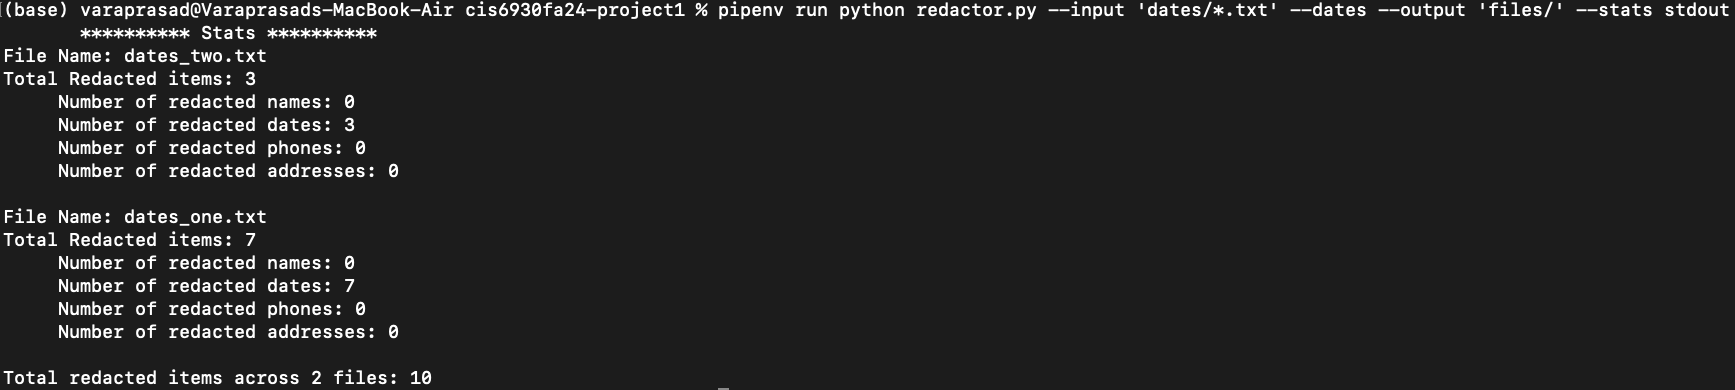 (base) varaprasad@Varaprasads-MacBook-Air cis6930fa24-project1 % pipenv run python redactor.py --input 'dates/*.txt' --dates --output 'files/' --stats stdout
********** Stats **********
File Name: dates_two.txt
Total Redacted items: 3
Number of redacted names: 0
Number of redacted dates: 3
Number of redacted phones: 0
Number of redacted addresses: 0
File Name: dates_one.txt
Total Redacted items: 7
Number of redacted names: 0
Number of redacted dates: 7
Number of redacted phones: 0
Number of redacted addresses: 0
Total redacted items across 2 files: 10